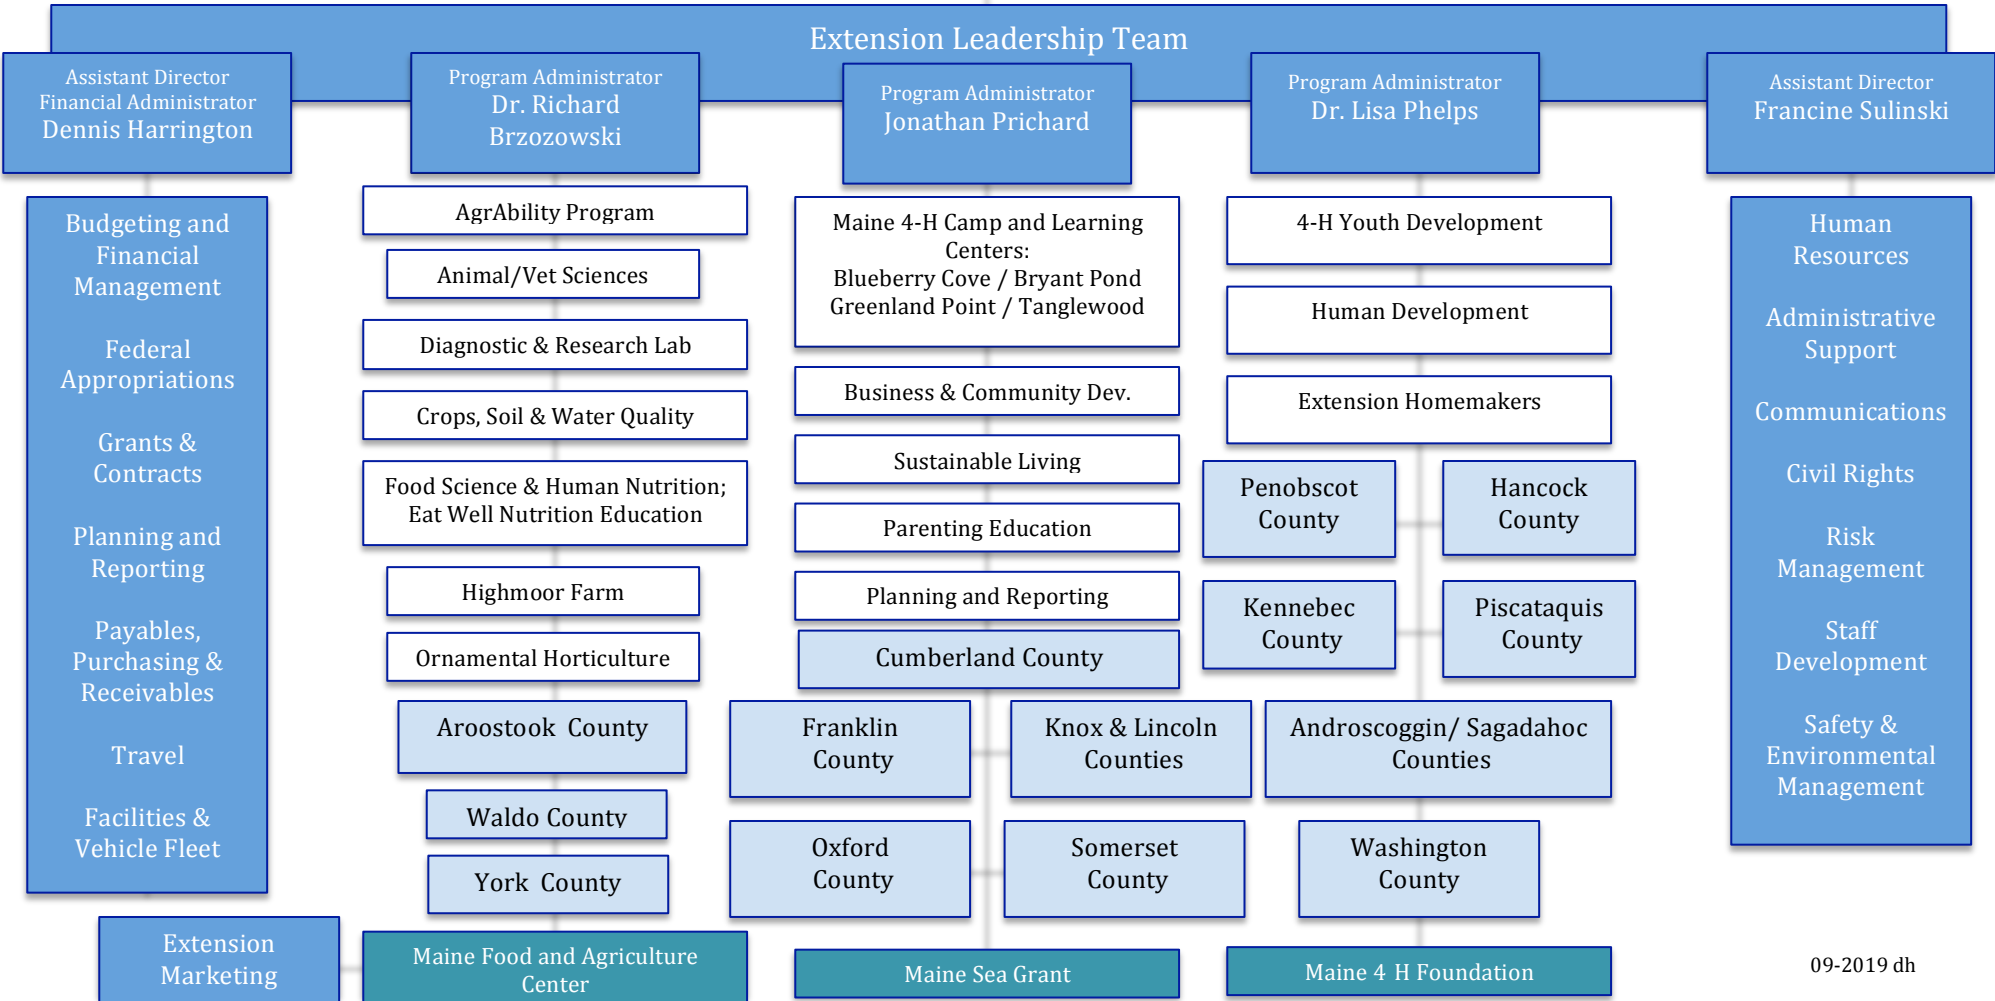 Extension Leadership Team
Assistant Director
Financial Administrator
Dennis Harrington
Budgeting and
Financial
Management
Federal
Appropriations
Grants &
Contracts
Planning and
Reporting
Payables,
Purchasing &
Receivables
Travel
Facilities &
Vehicle Fleet
Extension
Marketing
Program Administrator
Dr. Richard
Brzozowski
AgrAbility Program
Animal/Vet Sciences
Diagnostic & Research Lab
Crops, Soil & Water Quality
Food Science & Human Nutrition;
Eat Well Nutrition Education
Highmoor Farm
Ornamental Horticulture
Aroostook County
Waldo County
York County
Maine Food and Agriculture
Center
Program Administrator
Jonathan Prichard
Maine 4-H Camp and Learning
Centers:
Blueberry Cove / Bryant Pond
Greenland Point / Tanglewood
Business & Community Dev.
Sustainable Living
Parenting Education
Planning and Reporting
Cumberland County
Franklin
County
Knox & Lincoln
Counties
Oxford
County
Somerset
County
Maine Sea Grant
Program Administrator
Dr. Lisa Phelps
4-H Youth Development
Human Development
Extension Homemakers
Penobscot
County
Hancock
County
Kennebec
County
Piscataquis
County
Androscoggin/ Sagadahoc
Counties
Washington
County
Maine 4 H Foundation
Assistant Director
Francine Sulinski
Human
Resources
Administrative
Support
Communications
Civil Rights
Risk
Management
Staff
Development
Safety &
Environmental
Management
09-2019 dh